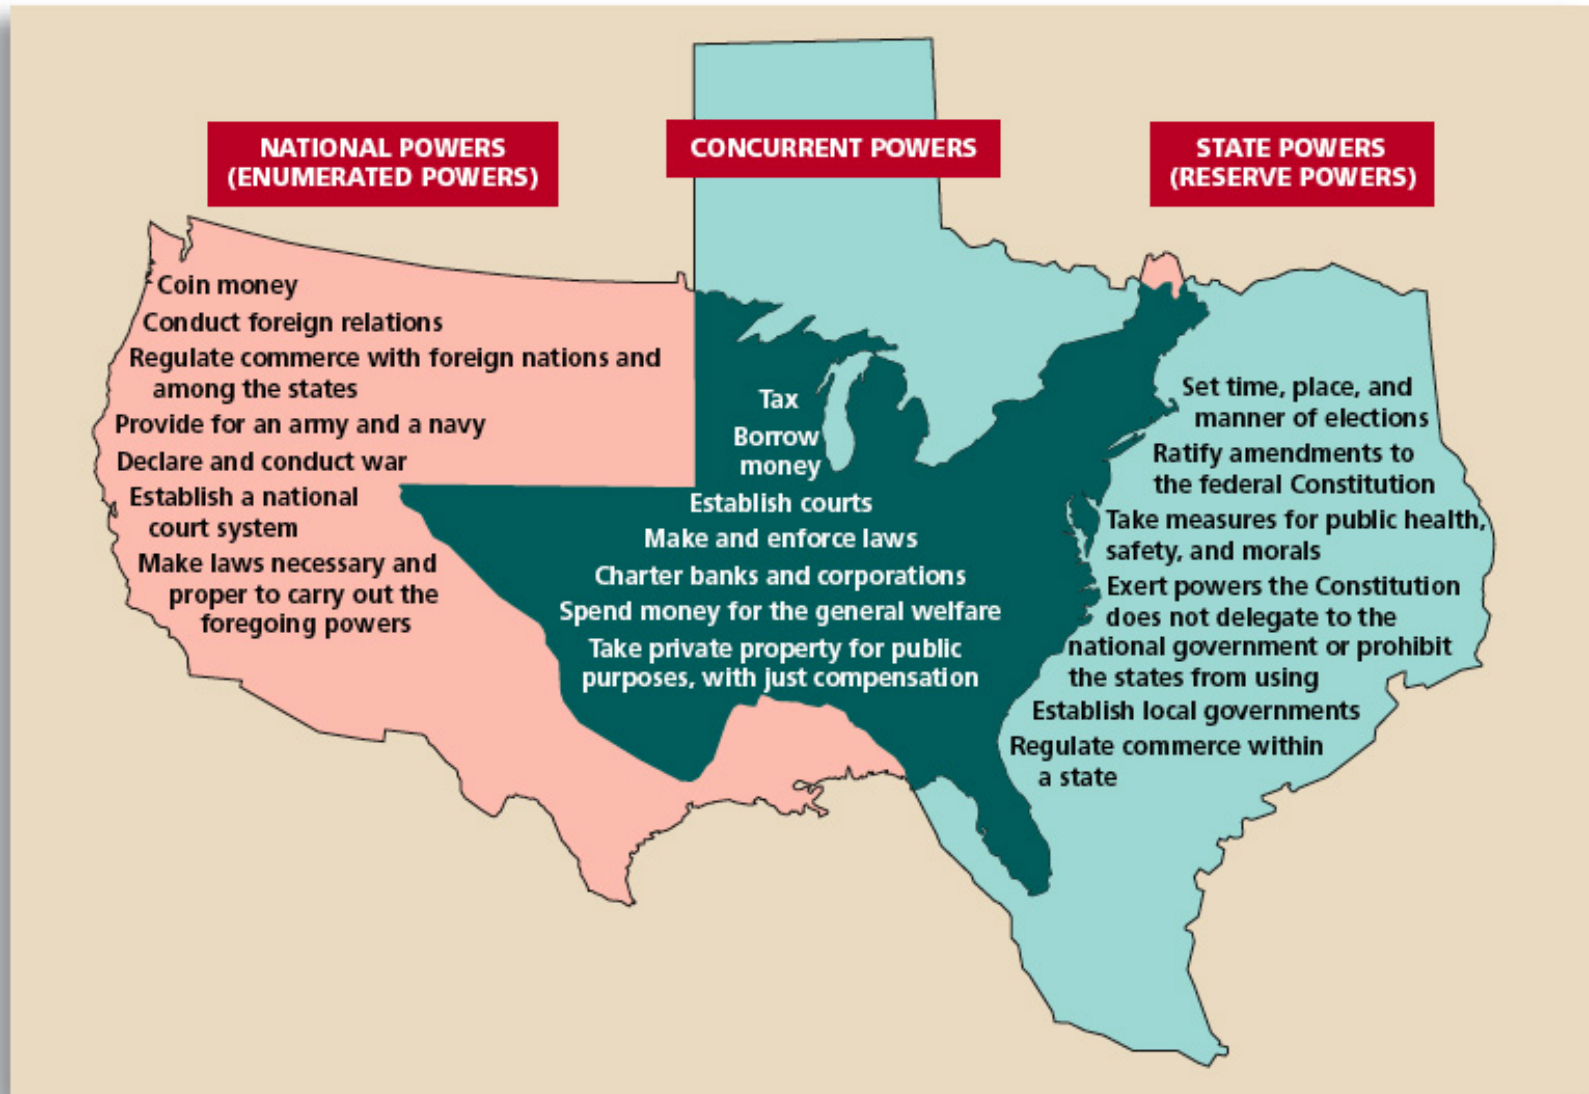 NATIONAL POWERS
(ENUMERATED POWERS)
Coin money
Conduct foreign relations
Regulate commerce with foreign nations and
among the states
Provide for an army and a navy
Declare and conduct war
Establish a national
court system
Make laws necessary and
proper to carry out the
foregoing powers
CONCURRENT POWERS
Tax
Borrow
money
Establish courts
Make and enforce laws
Charter banks and corporations
Spend money for the general welfare
Take private property for public
purposes, with just compensation
STATE POWERS
(RESERVE POWERS)
Set time, place, and
manner of elections
Ratify amendments to
the federal Constitution
Take measures for public health,
safety, and morals
Exert powers the Constitution
does not delegate to the
national government or prohibit
the states from using
Establish local governments
Regulate commerce within
a state